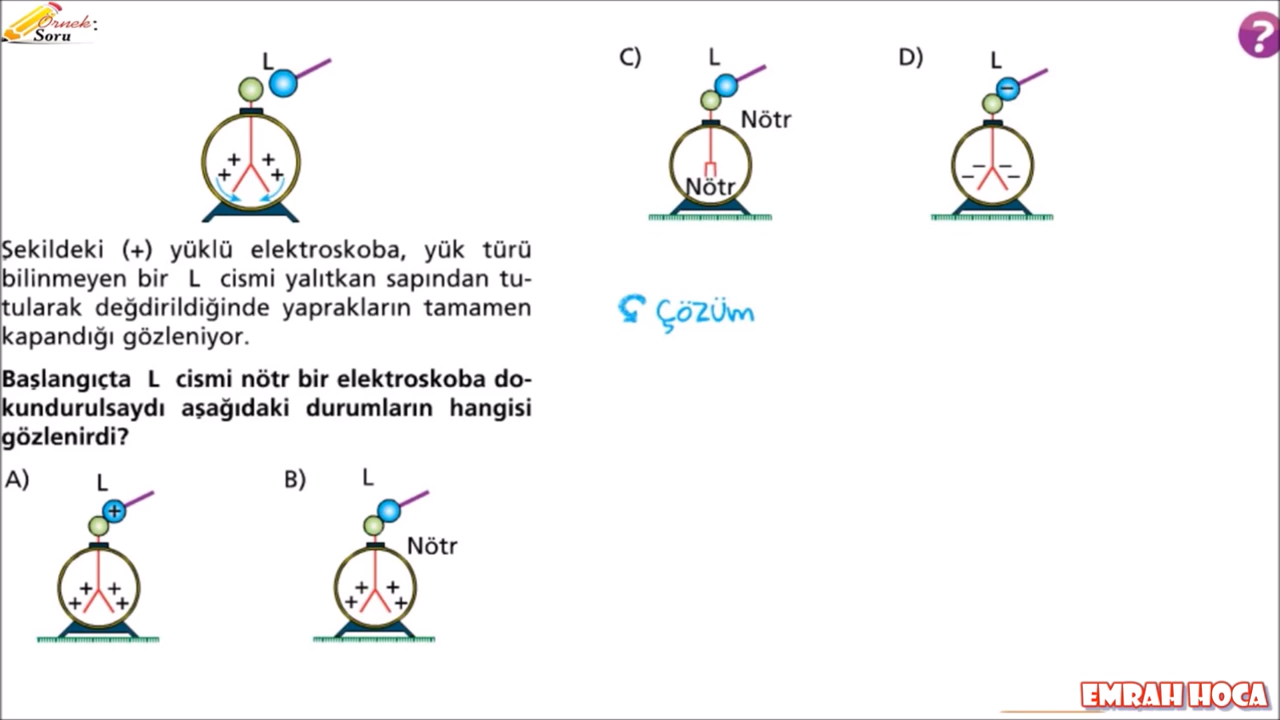 Örnek:
Soru
?
L
+ +
+ +
Şekildeki (+) yüklü elektroskoba, yük türü
bilinmeyen bir L cismi yalıtkan sapından tu-
tularak değdirildiğinde yaprakların tamamen
kapandığı gözleniyor.
Başlangıçta L cismi nötr bir elektroskoba do-
kundurulsaydı aşağıdaki durumların hangisi
gözlenirdi?
A)
L
+
+ +
+ +
B)
L
Nötr
+ +
+ +
C)
L
Nötr
Nötr
D)
L
−
− −
− −
Çözüm
EMRAH HOCA